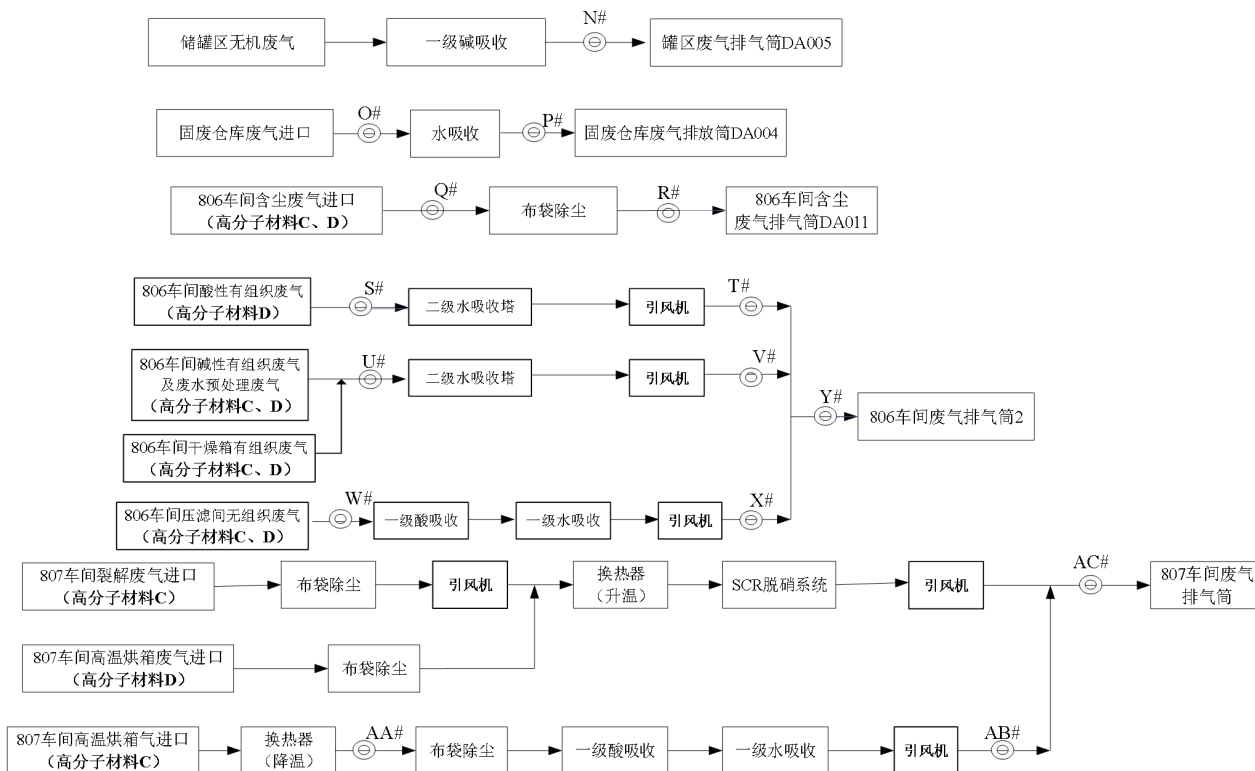 N#
储罐区无机废气
一级碱吸收
罐区废气排气筒DA005
O#
P#
固废仓库废气进口
水吸收
固废仓库废气排放筒DA004
Q#
R#
806车间含尘废气进口
（高分子材料C、D）
布袋除尘
806车间含尘
废气排气筒DA011
S#
T#
806车间酸性有组织废气
（高分子材料D）
二级水吸收塔
引风机
U#
V#
806车间碱性有组织废气
及废水预处理废气
（高分子材料C、D）
二级水吸收塔
引风机
Y#
806车间废气排气筒2
806车间干燥箱有组织废气
（高分子材料C、D）
W#
X#
806车间压滤间无组织废气
（高分子材料C、D）
一级酸吸收
一级水吸收
引风机
AC#
807车间裂解废气进口
（高分子材料C）
布袋除尘
引风机
换热器
（升温）
SCR脱硝系统
引风机
807车间废气
排气筒
807车间高温烘箱废气进口
（高分子材料D）
布袋除尘
AA#
AB#
807车间高温烘箱气进口
（高分子材料C）
换热器
（降温）
布袋除尘
一级酸吸收
一级水吸收
引风机